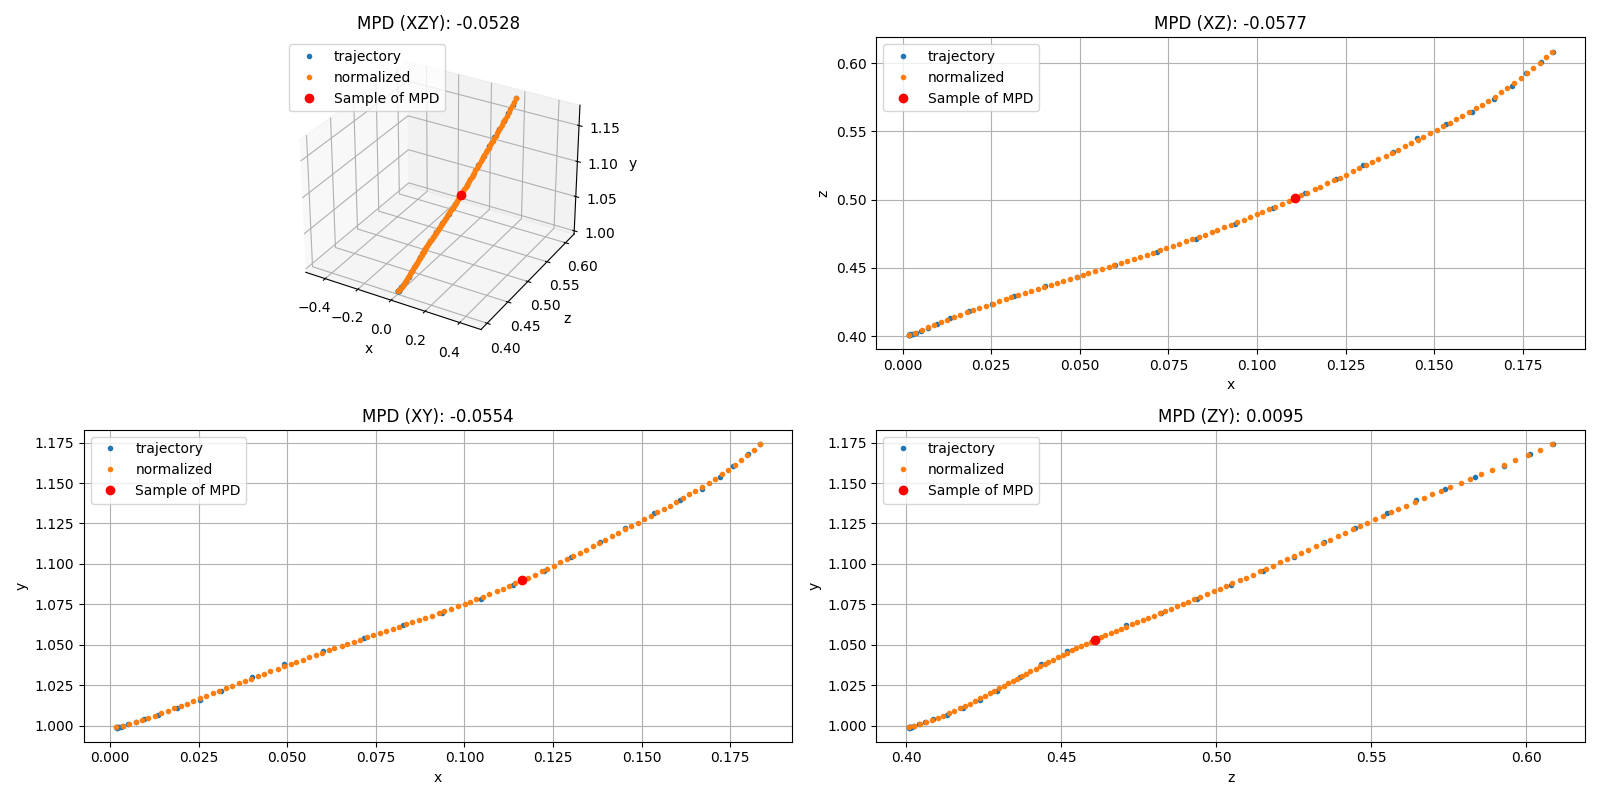 MPD (XZY): -0.0528
trajectory
normalized
Sample of MPD
1.15
1.10
1.05
1.00
y
0.60
0.55
0.50
0.45
0.40
z
−0.4
−0.2
0.0
0.2
0.4
x
MPD (XZ): -0.0577
trajectory
normalized
Sample of MPD
0.60
0.55
0.50
0.45
0.40
z
0.000 0.025 0.050 0.075 0.100 0.125 0.150 0.175
x
MPD (XY): -0.0554
trajectory
normalized
Sample of MPD
1.175
1.150
1.125
1.100
1.075
1.050
1.025
1.000
y
0.000 0.025 0.050 0.075 0.100 0.125 0.150 0.175
x
MPD (ZY): 0.0095
trajectory
normalized
Sample of MPD
1.175
1.150
1.125
1.100
1.075
1.050
1.025
1.000
y
0.40 0.45 0.50 0.55 0.60
z